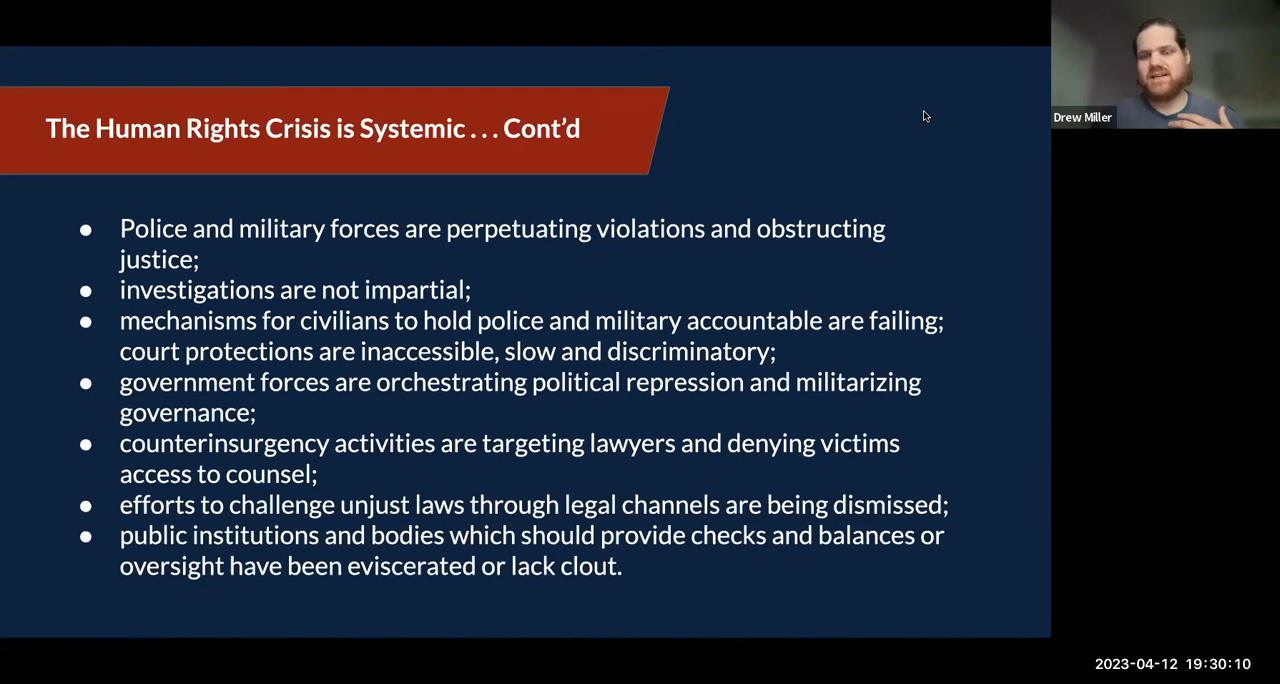 The Human Rights Crisis is Systemic . . . Cont’d
● Police and military forces are perpetuating violations and obstructing
justice;
● investigations are not impartial;
● mechanisms for civilians to hold police and military accountable are failing;
court protections are inaccessible, slow and discriminatory;
● government forces are orchestrating political repression and militarizing
governance;
● counterinsurgency activities are targeting lawyers and denying victims
access to counsel;
● efforts to challenge unjust laws through legal channels are being dismissed;
● public institutions and bodies which should provide checks and balances or
oversight have been eviscerated or lack clout.
Drew Miller
2023-04-12 19:30:10